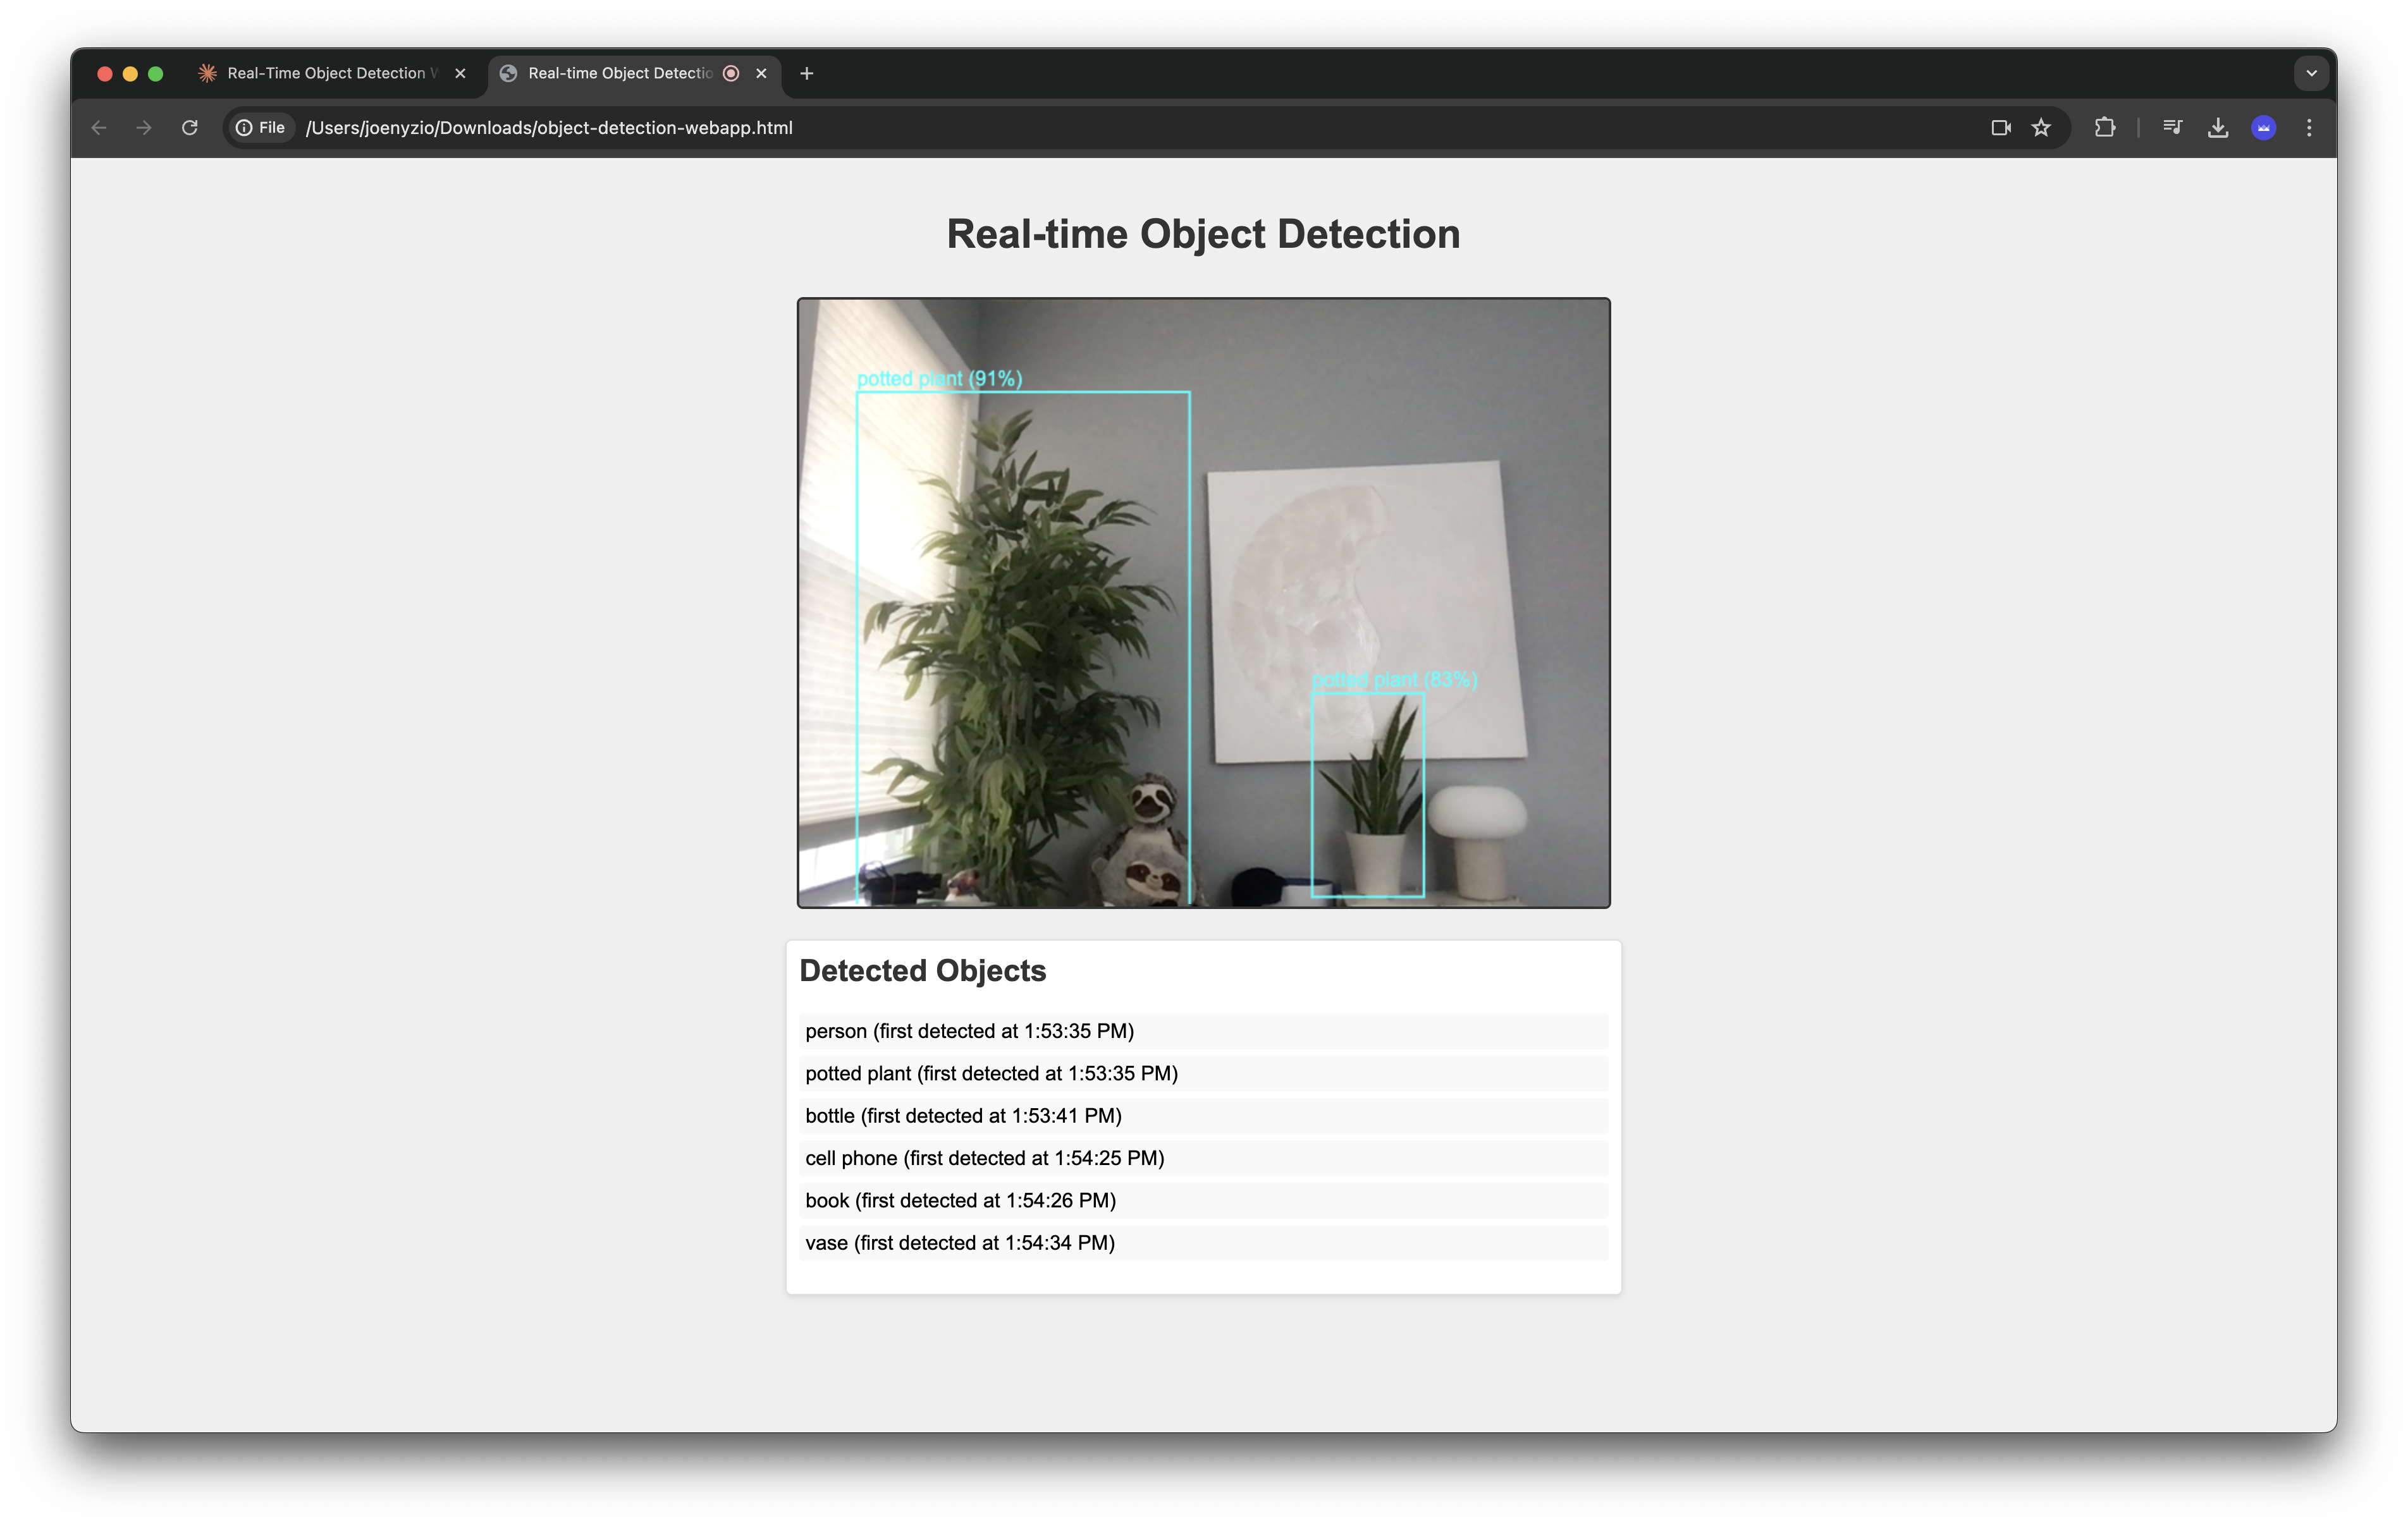 Real-Time Object Detection
Real-time Object Detectio
File
/Users/joenyzio/Downloads/object-detection-webapp.html
Real-time Object Detection
potted plant (91%)
potted plant (83%)
Detected Objects
person (first detected at 1:53:35 PM)
potted plant (first detected at 1:53:35 PM)
bottle (first detected at 1:53:41 PM)
cell phone (first detected at 1:54:25 PM)
book (first detected at 1:54:26 PM)
vase (first detected at 1:54:34 PM)